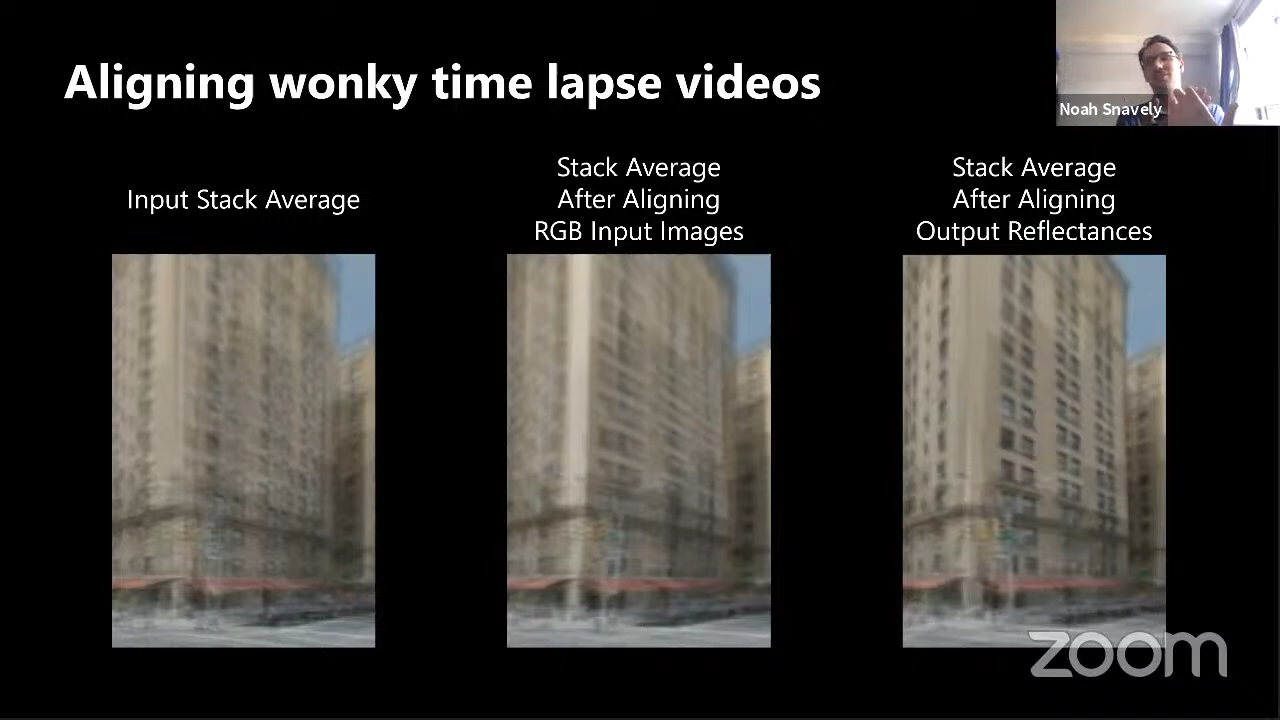 Aligning wonky time lapse videos
Noah Snavely
Input Stack Average
Stack Average
After Aligning
RGB Input Images
Stack Average
After Aligning
Output Reflectances
zoom